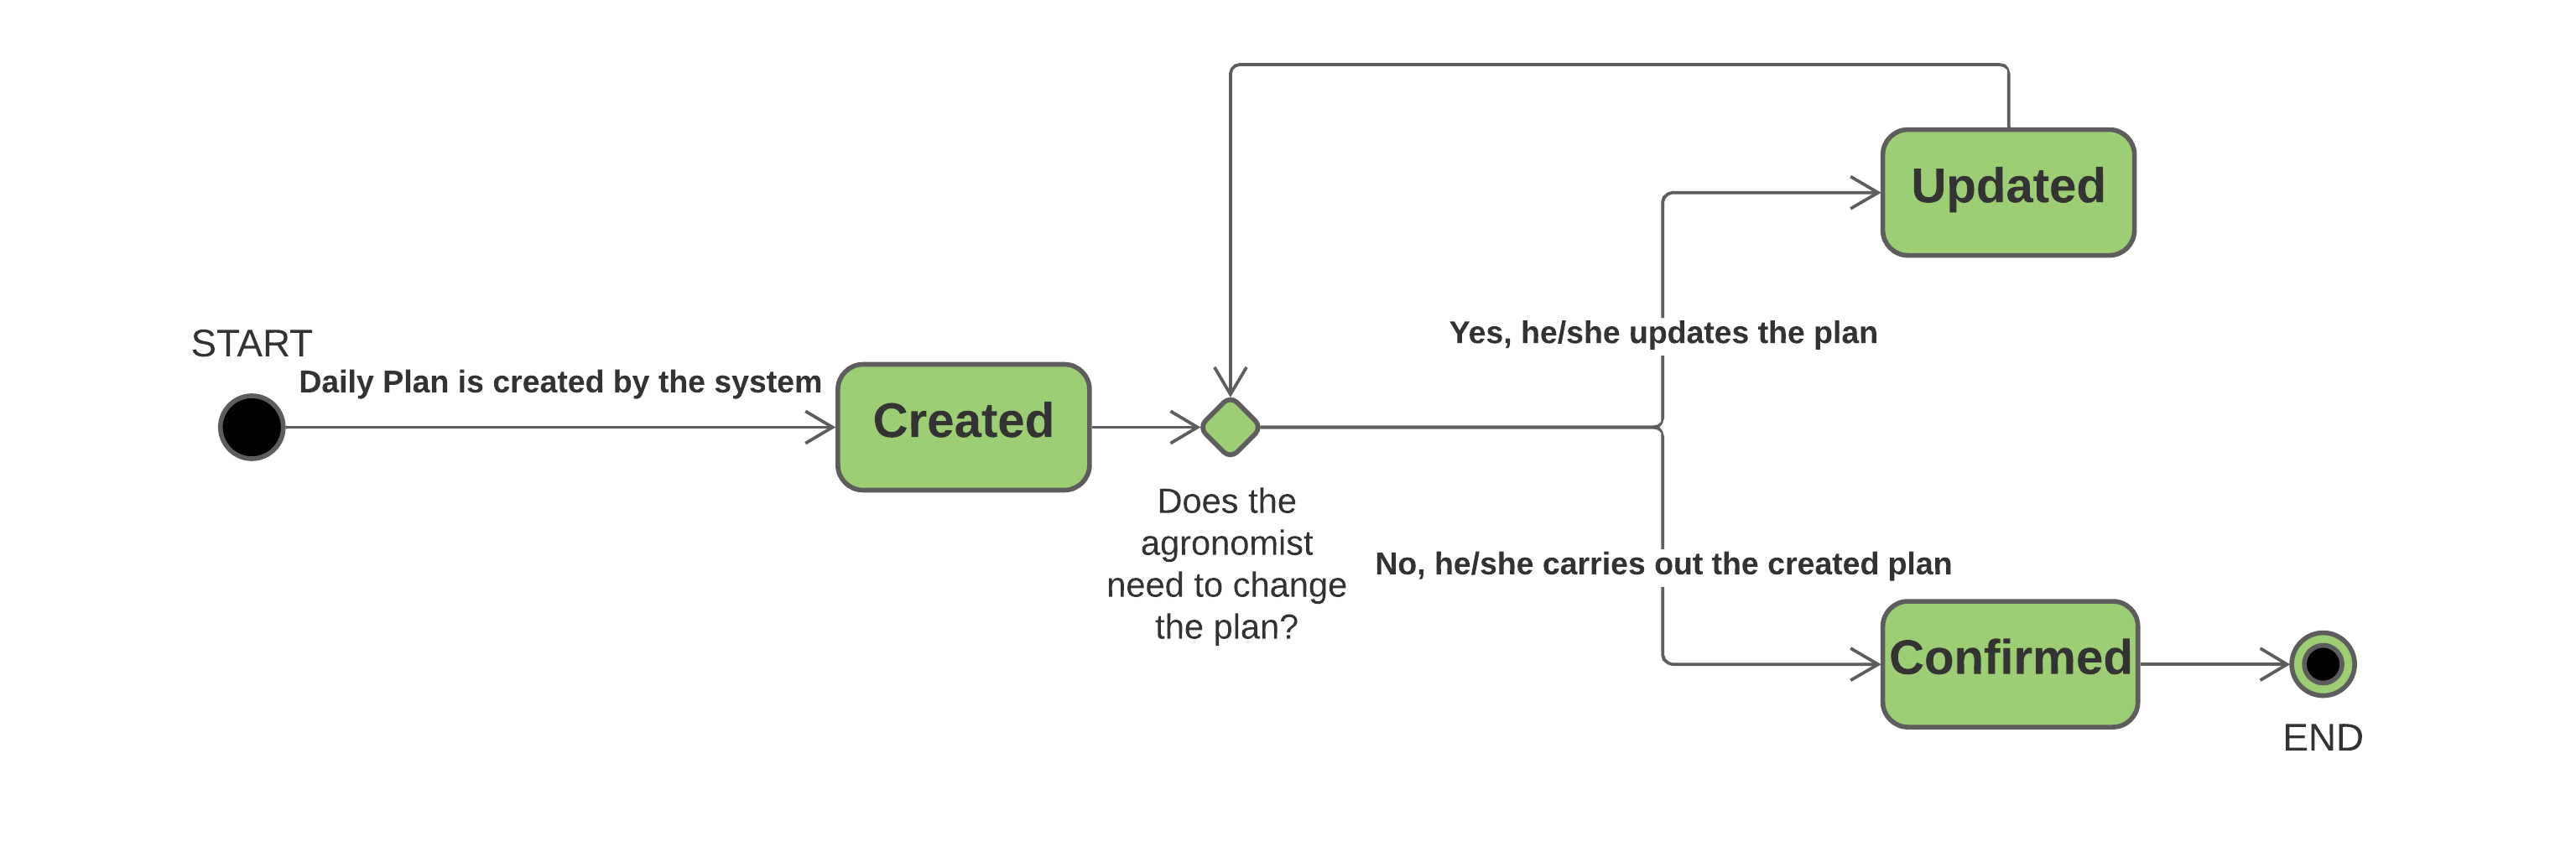 START
Daily Plan is created by the system
Created
Does the
agronomist
need to change
the plan?
Yes, he/she updates the plan
Updated
No, he/she carries out the created plan
Confirmed
END